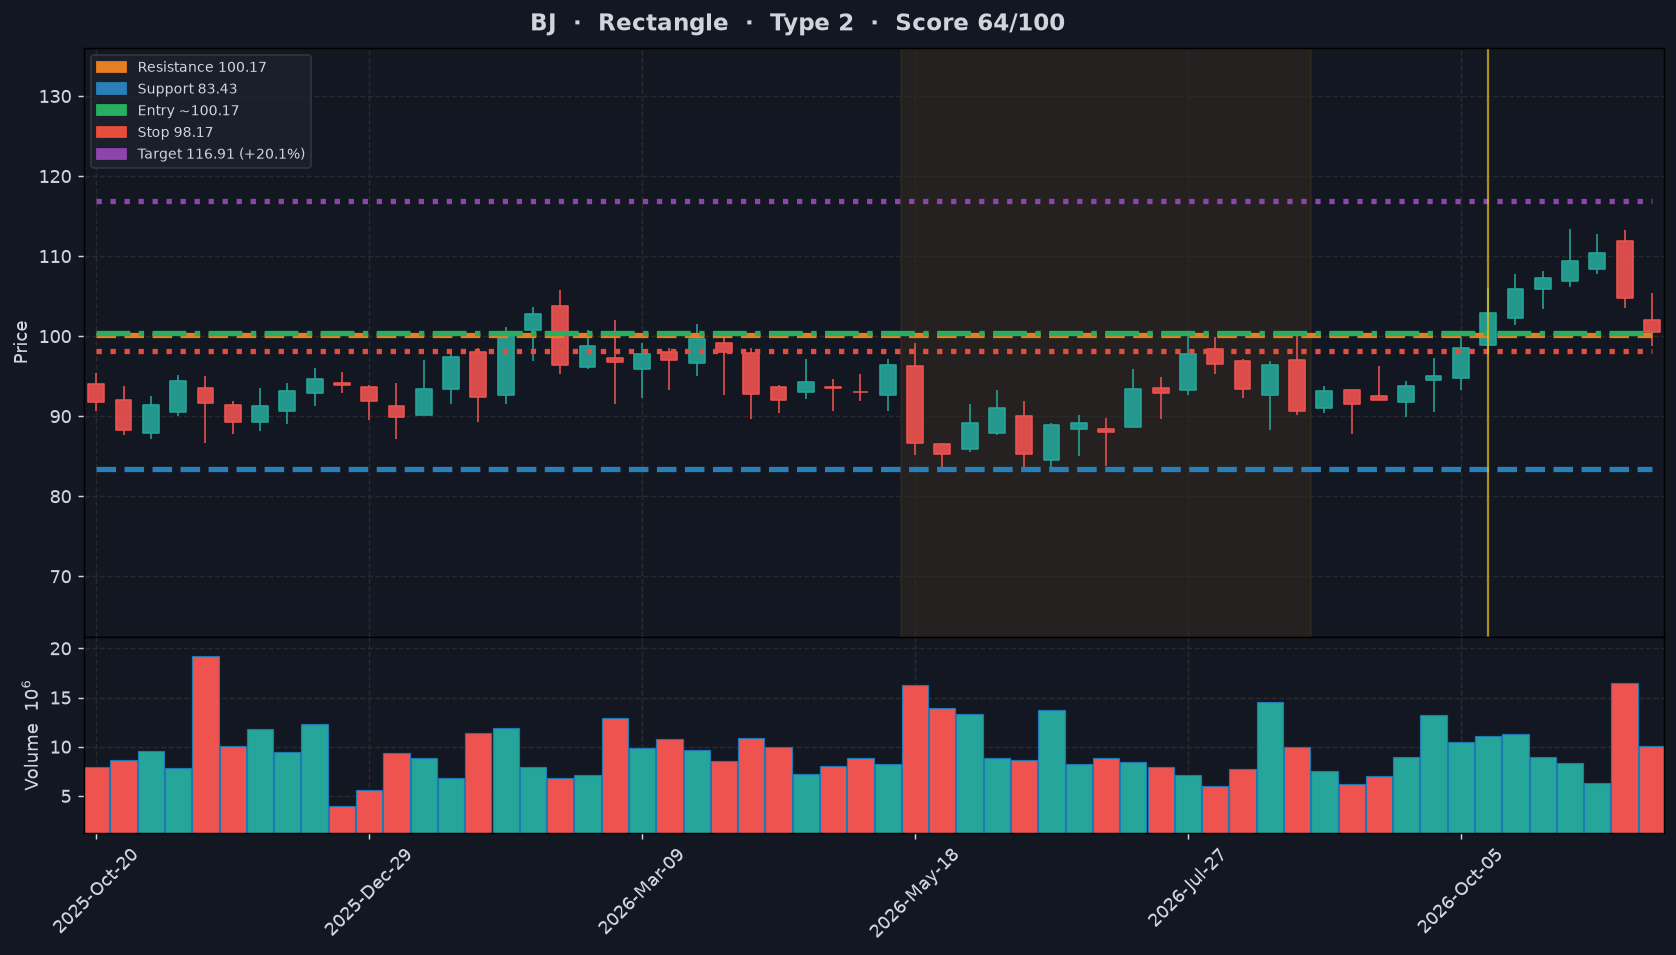 BJ · Rectangle · Type 2 · Score 64/100
Resistance 100.17
Support 83.43
Entry ~100.17
Stop 98.17
Target 116.91 (+20.1%)
130
120
110
100
90
80
70
Price
20
15
10
5
Volume 10⁶
2025-Oct-20
2025-Dec-29
2026-Mar-09
2026-May-18
2026-Jul-27
2026-Oct-05